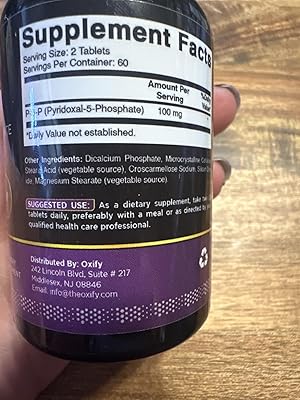 Supplement Facts
Serving Size: 2 Tablets
Servings Per Container: 60
Amount Per
Serving
P-5-P (Pyridoxal-5-Phosphate) 100 mg
*Daily Value not established.
Other Ingredients: Dicalcium Phosphate, Microcrystalline
Stearic Acid (vegetable source), Croscarmellose Sodium,
Magnesium Stearate (vegetable source).
SUGGESTED USE: As a dietary supplement, take
tablets daily, preferably with a meal or as directed by
qualified health care professional.
Distributed By: Oxify
242 Lincoln Blvd, Suite # 217
Middlesex, NJ 08846
Email. info@theoxify.com